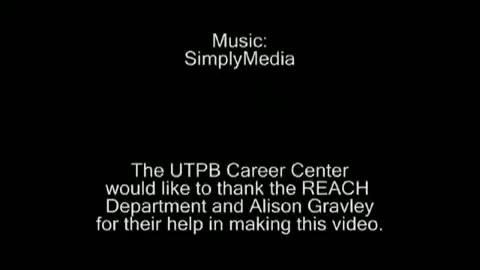 Music:
SimplyMedia
The UTPB Career Center
would like to thank the REACH
Department and Alison Gravley
for their help in making this video.